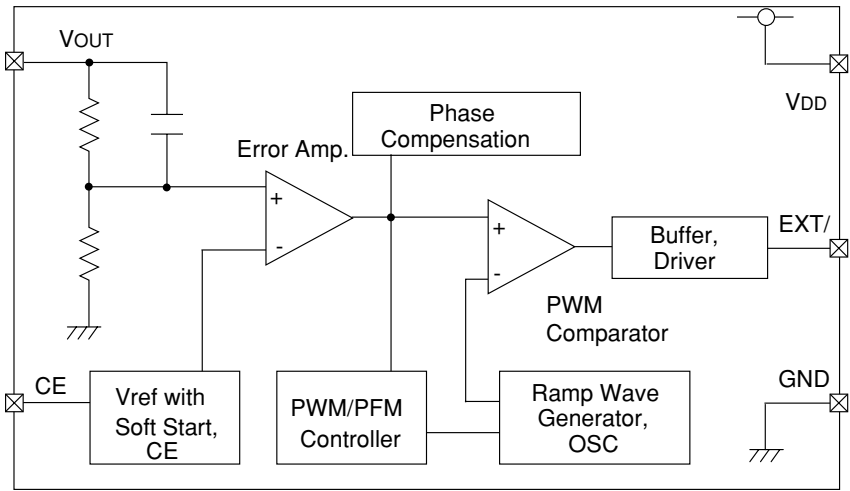 VOUT
VDD
Phase
Compensation
Error Amp.
+
-
+
-
Buffer,
Driver
EXT/
PWM
Comparator
CE
Vref with
Soft Start,
CE
PWM/PFM
Controller
Ramp Wave
Generator,
OSC
GND